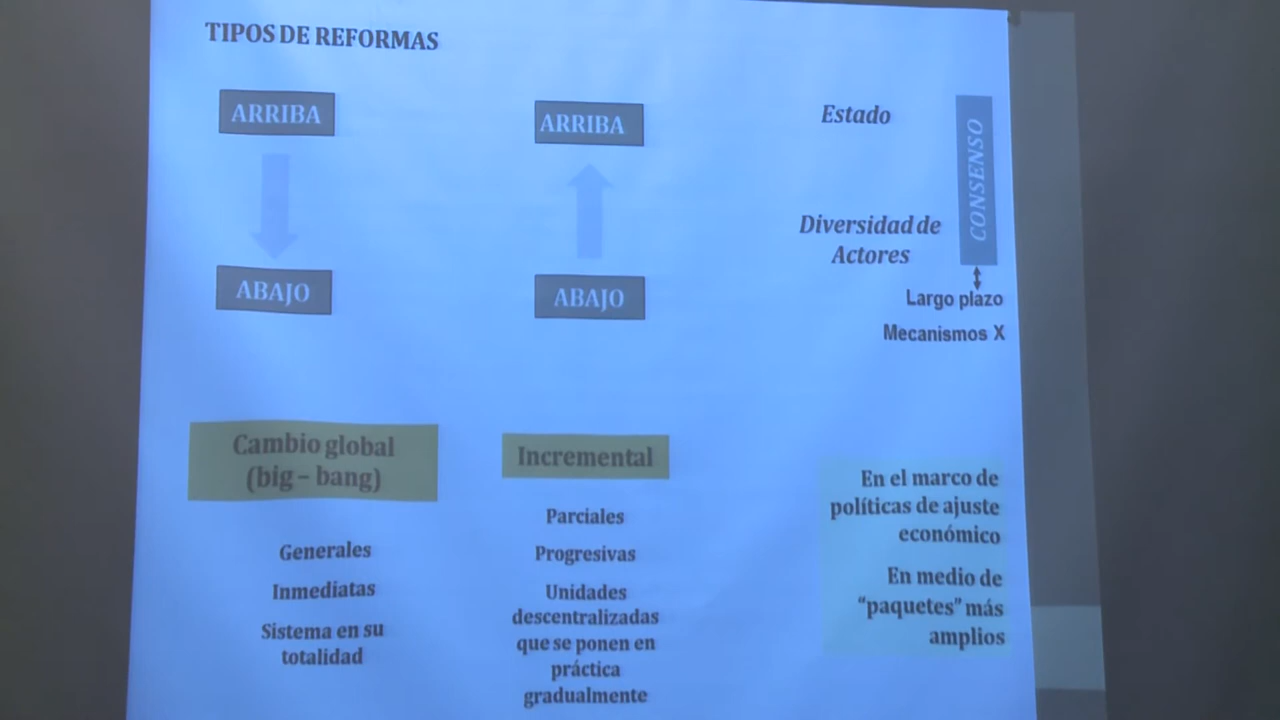 TIPOS DE REFORMAS
ARRIBA
ABAJO
ARRIBA
ABAJO
Estado
Diversidad de
Actores
CONSENSO
Largo plazo
Mecanismos X
Cambio global
(big – bang)
Generales
Inmediatas
Sistema en su
totalidad
Incremental
Parciales
Progresivas
Unidades
descentralizadas
que se ponen en
práctica
gradualmente
En el marco de
políticas de ajuste
económico
En medio de
“paquetes” más
amplios